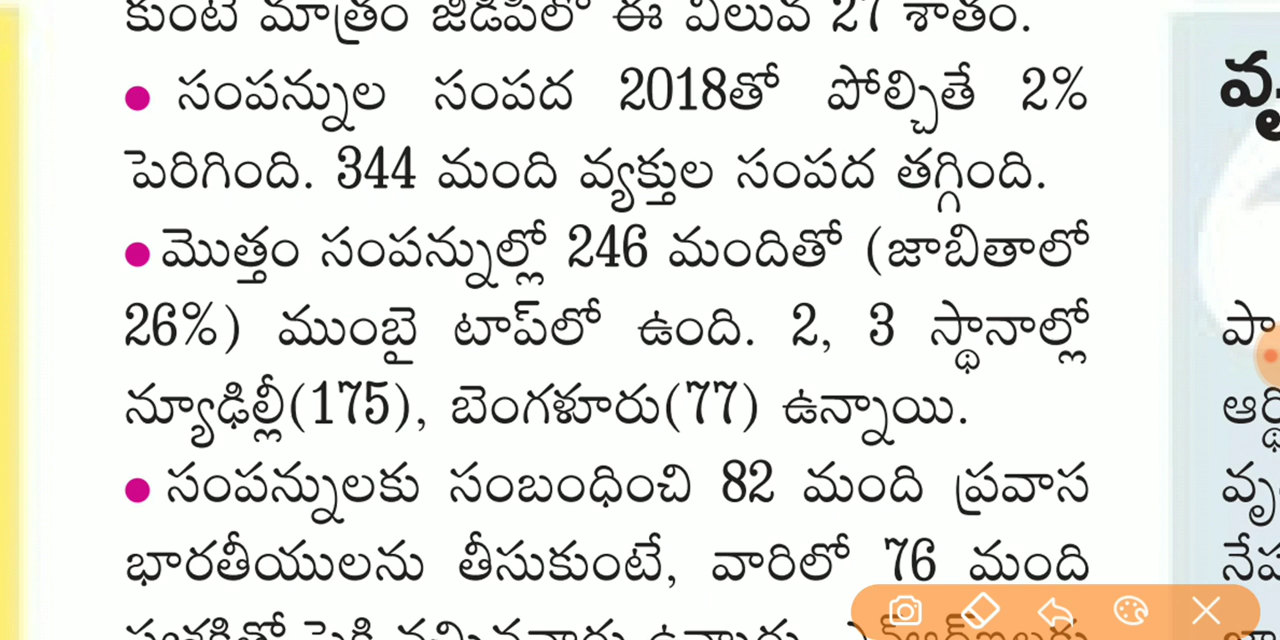 కుంటే మాత్రం జీడీపీలో ఈ విలువ 27 శాతం.
● సంపన్నుల సంపద 2018తో పోల్చితే 2%
పెరిగింది. 344 మంది వ్యక్తుల సంపద తగ్గింది.
● మొత్తం సంపన్నుల్లో 246 మందితో (జాబితాలో
26%) ముంబై టాప్‌లో ఉంది. 2, 3 స్థానాల్లో
న్యూఢిల్లీ(175), బెంగళూరు(77) ఉన్నాయి.
● సంపన్నులకు సంబంధించి 82 మంది ప్రవాస
భారతీయులను తీసుకుంటే, వారిలో 76 మంది